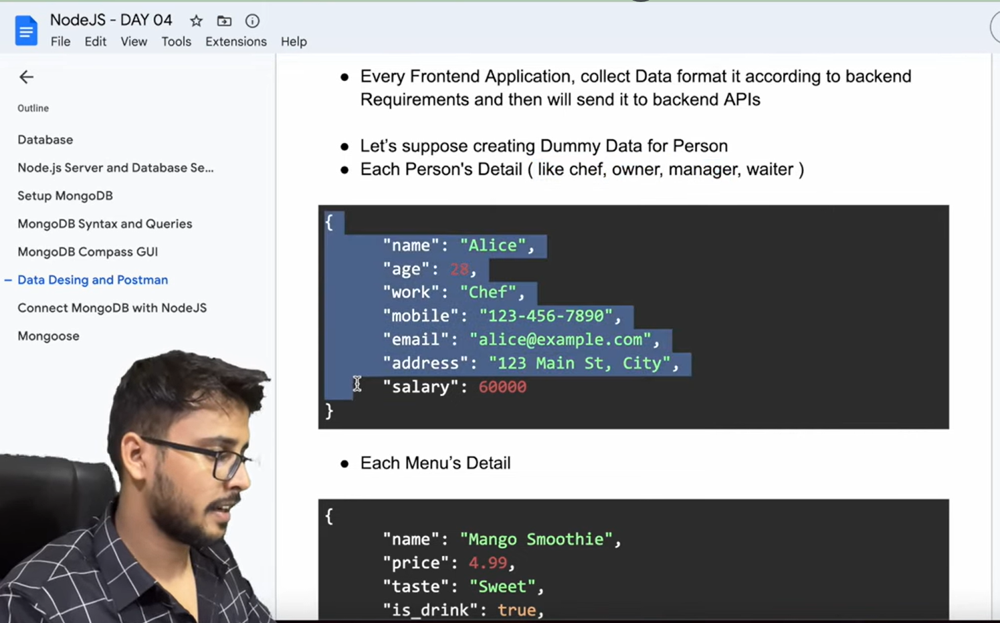 NodeJS - DAY 04
File Edit View Tools Extensions Help
Outline
Database
Node.js Server and Database Se...
Setup MongoDB
MongoDB Syntax and Queries
MongoDB Compass GUI
Data Desing and Postman
Connect MongoDB with NodeJS
Mongoose
● Every Frontend Application, collect Data format it according to backend
Requirements and then will send it to backend APIs
● Let’s suppose creating Dummy Data for Person
● Each Person's Detail ( like chef, owner, manager, waiter )
{
"name": "Alice",
"age": 28,
"work": "Chef",
"mobile": "123-456-7890",
"email": "alice@example.com",
"address": "123 Main St, City",
"salary": 60000
}
● Each Menu’s Detail
{
"name": "Mango Smoothie",
"price": 4.99,
"taste": "Sweet",
"is_drink": true,